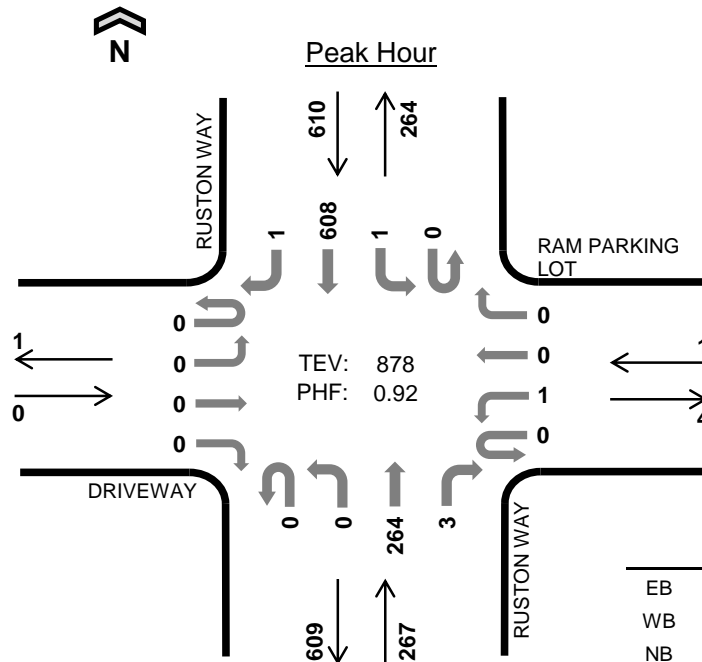 N
Peak Hour
610
264
RUSTON WAY
1
608
1
0
RAM PARKING
LOT
0
0
0
0
0
0
1
0
1
0
TEV: 878
PHF: 0.92
DRIVEWAY
0
0
264
3
RUSTON WAY
609
267
EB
WB
NB